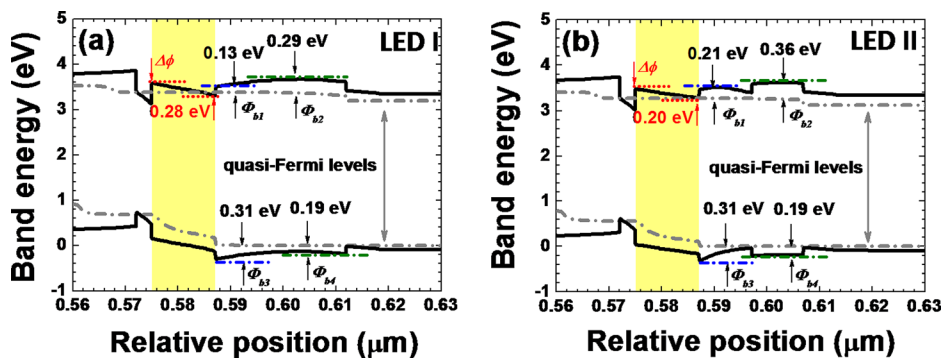 (a)
LED I
Band energy (eV)
5
4
3
2
1
0
-1
Δϕ
0.13 eV
0.29 eV
0.28 eV
Φb1
Φb2
quasi-Fermi levels
0.31 eV
0.19 eV
Φb3
Φb4
0.56 0.57 0.58 0.59 0.60 0.61 0.62 0.63
Relative position (μm)
(b)
LED II
Band energy (eV)
5
4
3
2
1
0
-1
Δϕ
0.21 eV
0.36 eV
0.20 eV
Φb1
Φb2
quasi-Fermi levels
0.31 eV
0.19 eV
Φb3
Φb4
0.56 0.57 0.58 0.59 0.60 0.61 0.62 0.63
Relative position (μm)